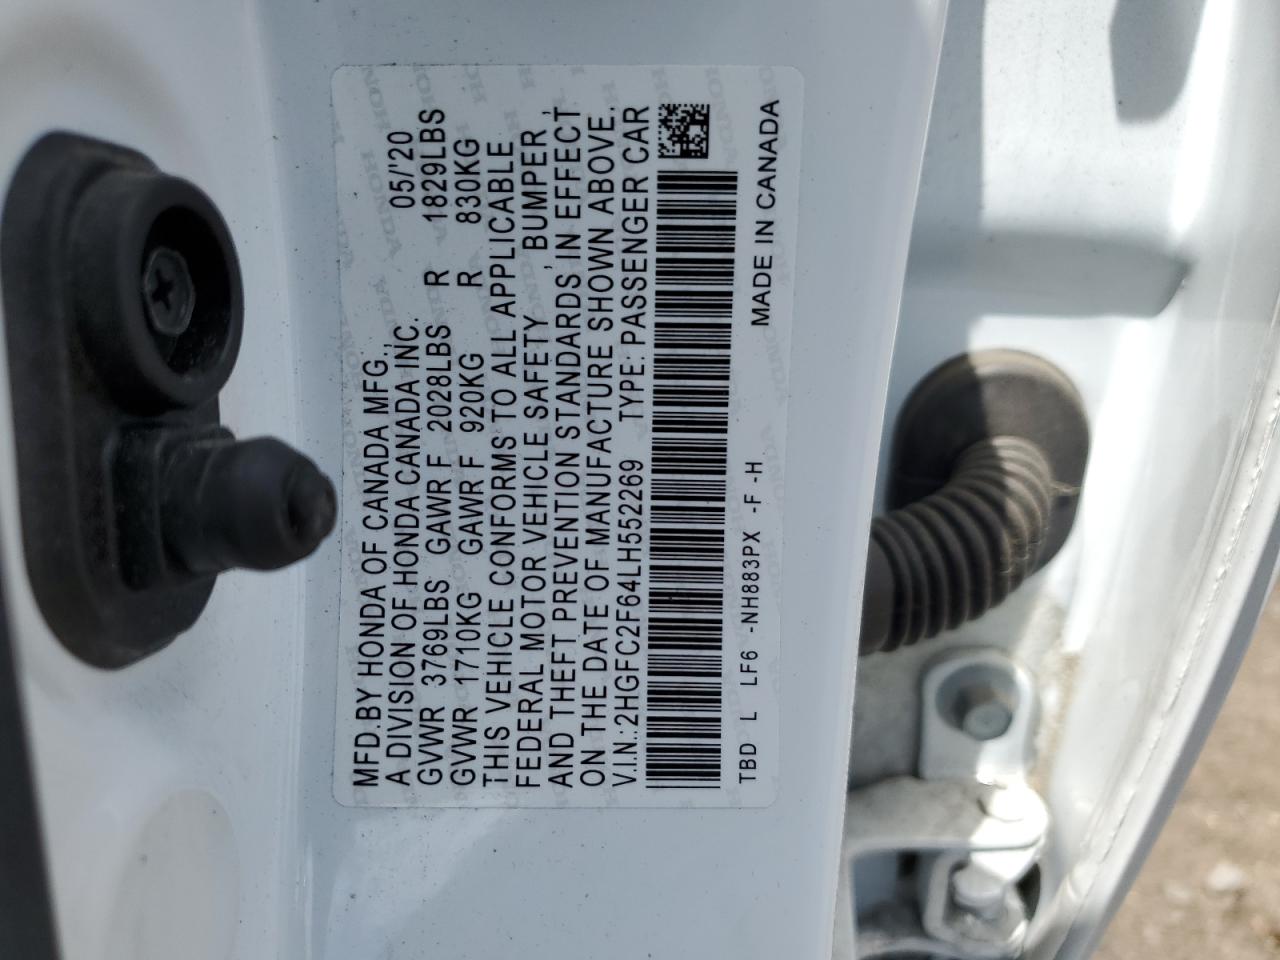 MFD.BY HONDA OF CANADA MFG.,
A DIVISION OF HONDA CANADA INC. 05/'20
GVWR 3769LBS GAWR F 2028LBS R 1829LBS
GVWR 1710KG GAWR F 920KG R 830KG
THIS VEHICLE CONFORMS TO ALL APPLICABLE
FEDERAL MOTOR VEHICLE SAFETY , BUMPER ,
AND THEFT PREVENTION STANDARDS IN EFFECT
ON THE DATE OF MANUFACTURE SHOWN ABOVE.
V.I.N.:2HGFC2F64LH552269 TYPE: PASSENGER CAR
TBD L LF6 -NH883PX -F -H MADE IN CANADA